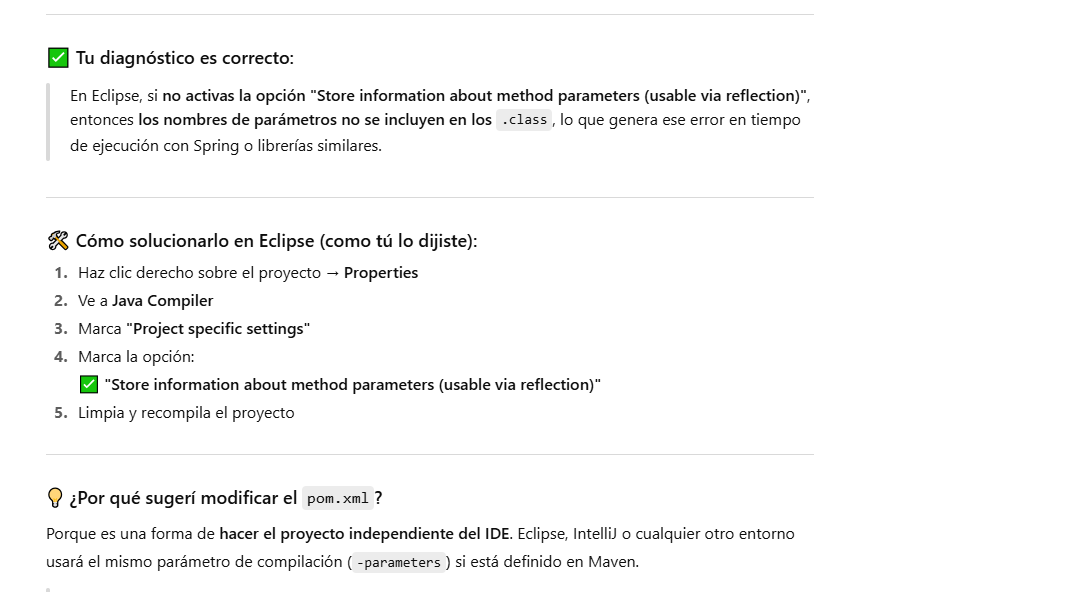 ✅ Tu diagnóstico es correcto:
En Eclipse, si no activas la opción "Store information about method parameters (usable via reflection)",
entonces los nombres de parámetros no se incluyen en los .class, lo que genera ese error en tiempo
de ejecución con Spring o librerías similares.
🛠 Cómo solucionarlo en Eclipse (como tú lo dijiste):
1. Haz clic derecho sobre el proyecto → Properties
2. Ve a Java Compiler
3. Marca "Project specific settings"
4. Marca la opción:
✅ "Store information about method parameters (usable via reflection)"
5. Limpia y recompila el proyecto
💡 ¿Por qué sugerí modificar el pom.xml?
Porque es una forma de hacer el proyecto independiente del IDE. Eclipse, IntelliJ o cualquier otro entorno
usará el mismo parámetro de compilación (-parameters) si está definido en Maven.